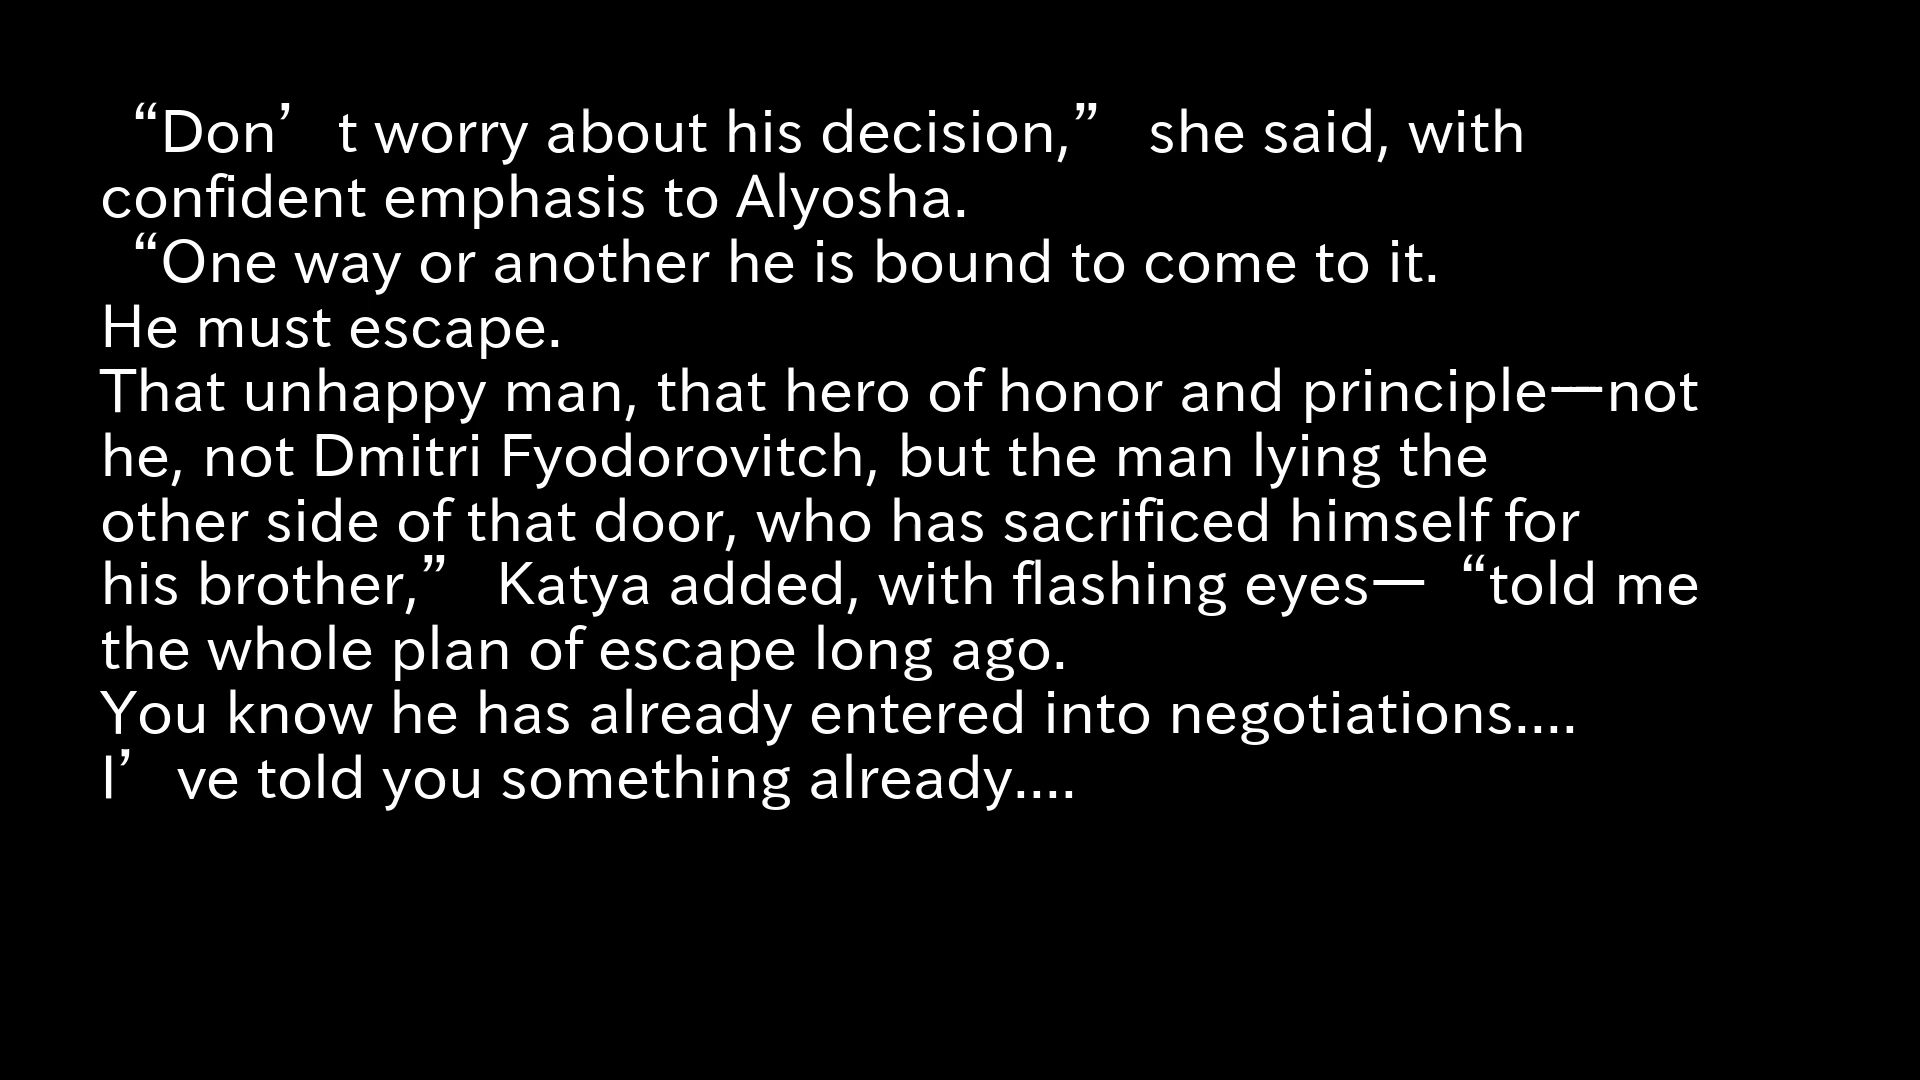 “Don’t worry about his decision,” she said, with
confident emphasis to Alyosha.
“One way or another he is bound to come to it.
He must escape.
That unhappy man, that hero of honor and principle—not
he, not Dmitri Fyodorovitch, but the man lying the
other side of that door, who has sacrificed himself for
his brother,” Katya added, with flashing eyes—“told me
the whole plan of escape long ago.
You know he has already entered into negotiations....
I’ve told you something already....